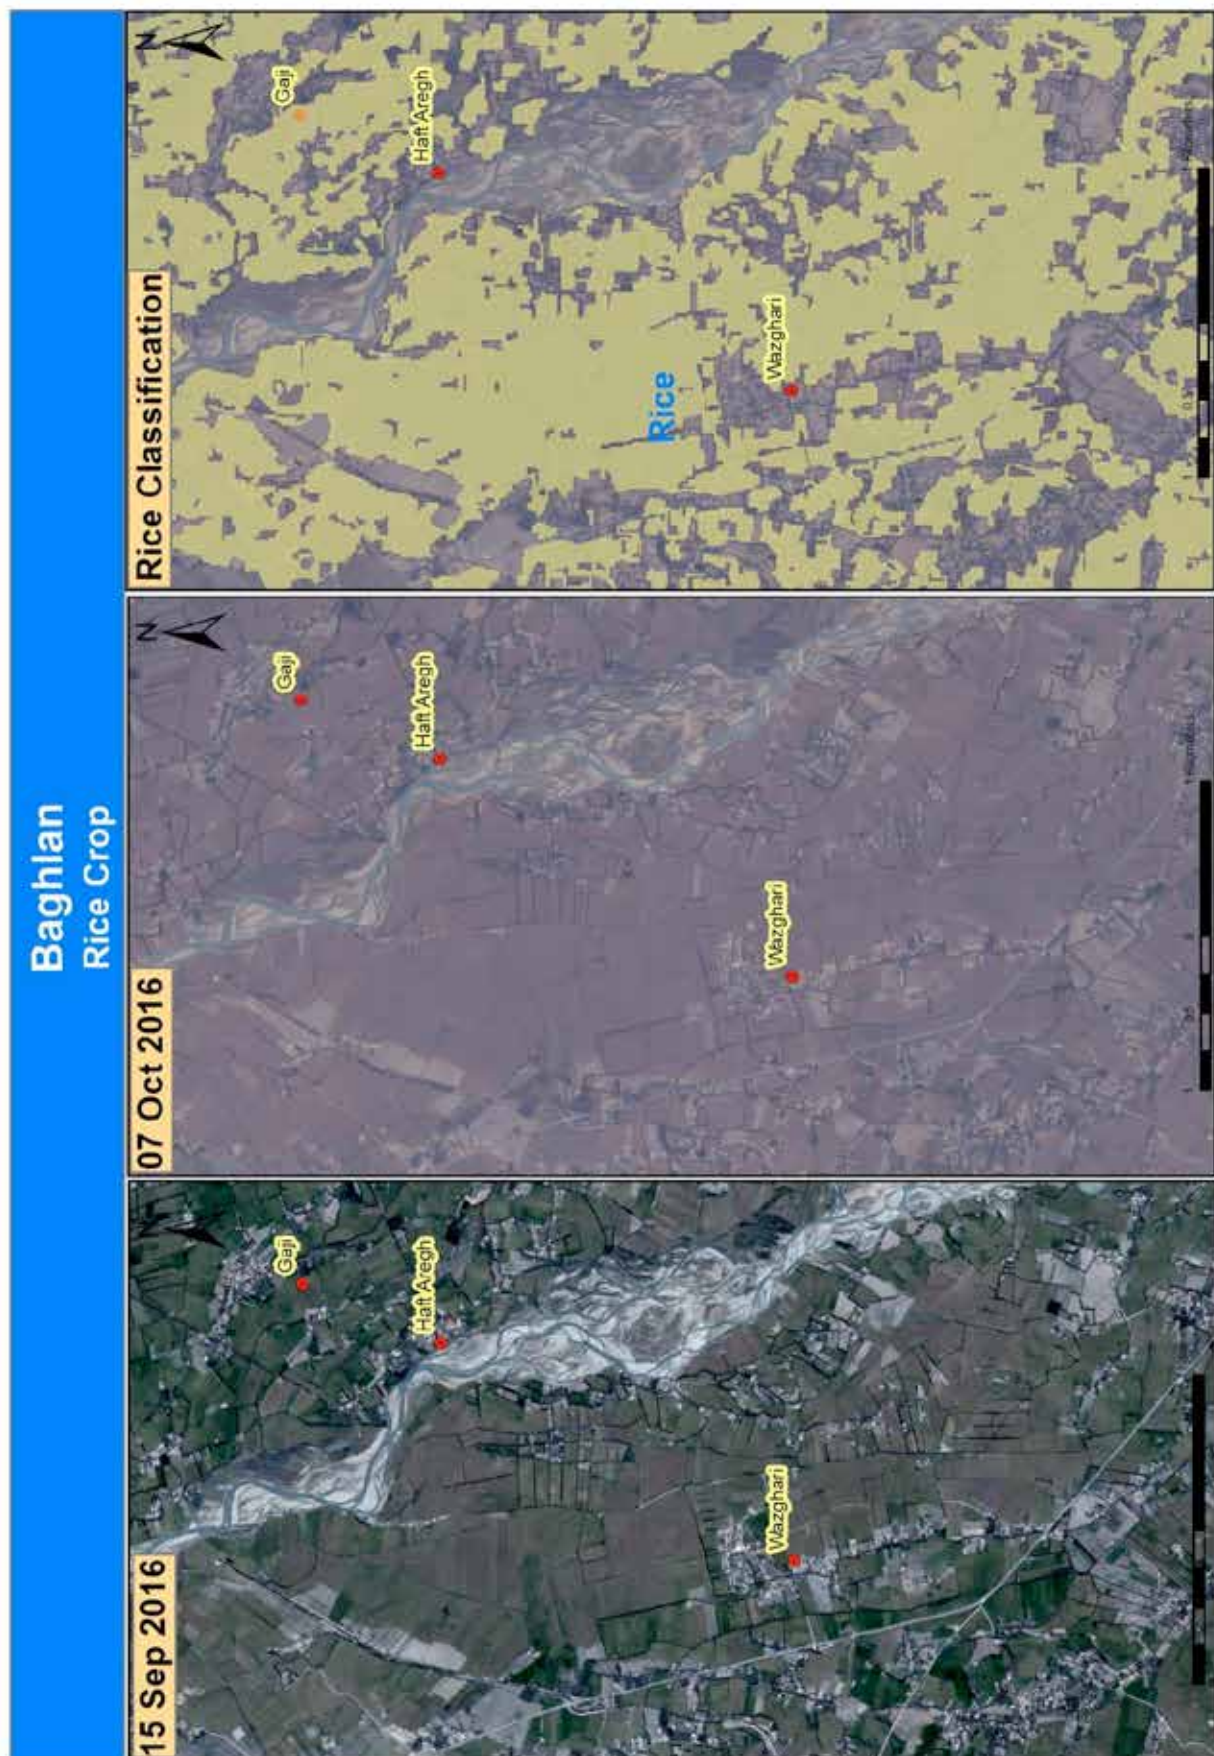 Baghlan
Rice Crop
15 Sep 2016
Gaji
Haft Aregh
Wazghari
07 Oct 2016
N
Gaji
Haft Aregh
Wazghari
Rice Classification
N
Gaji
Haft Aregh
Rice
Wazghari